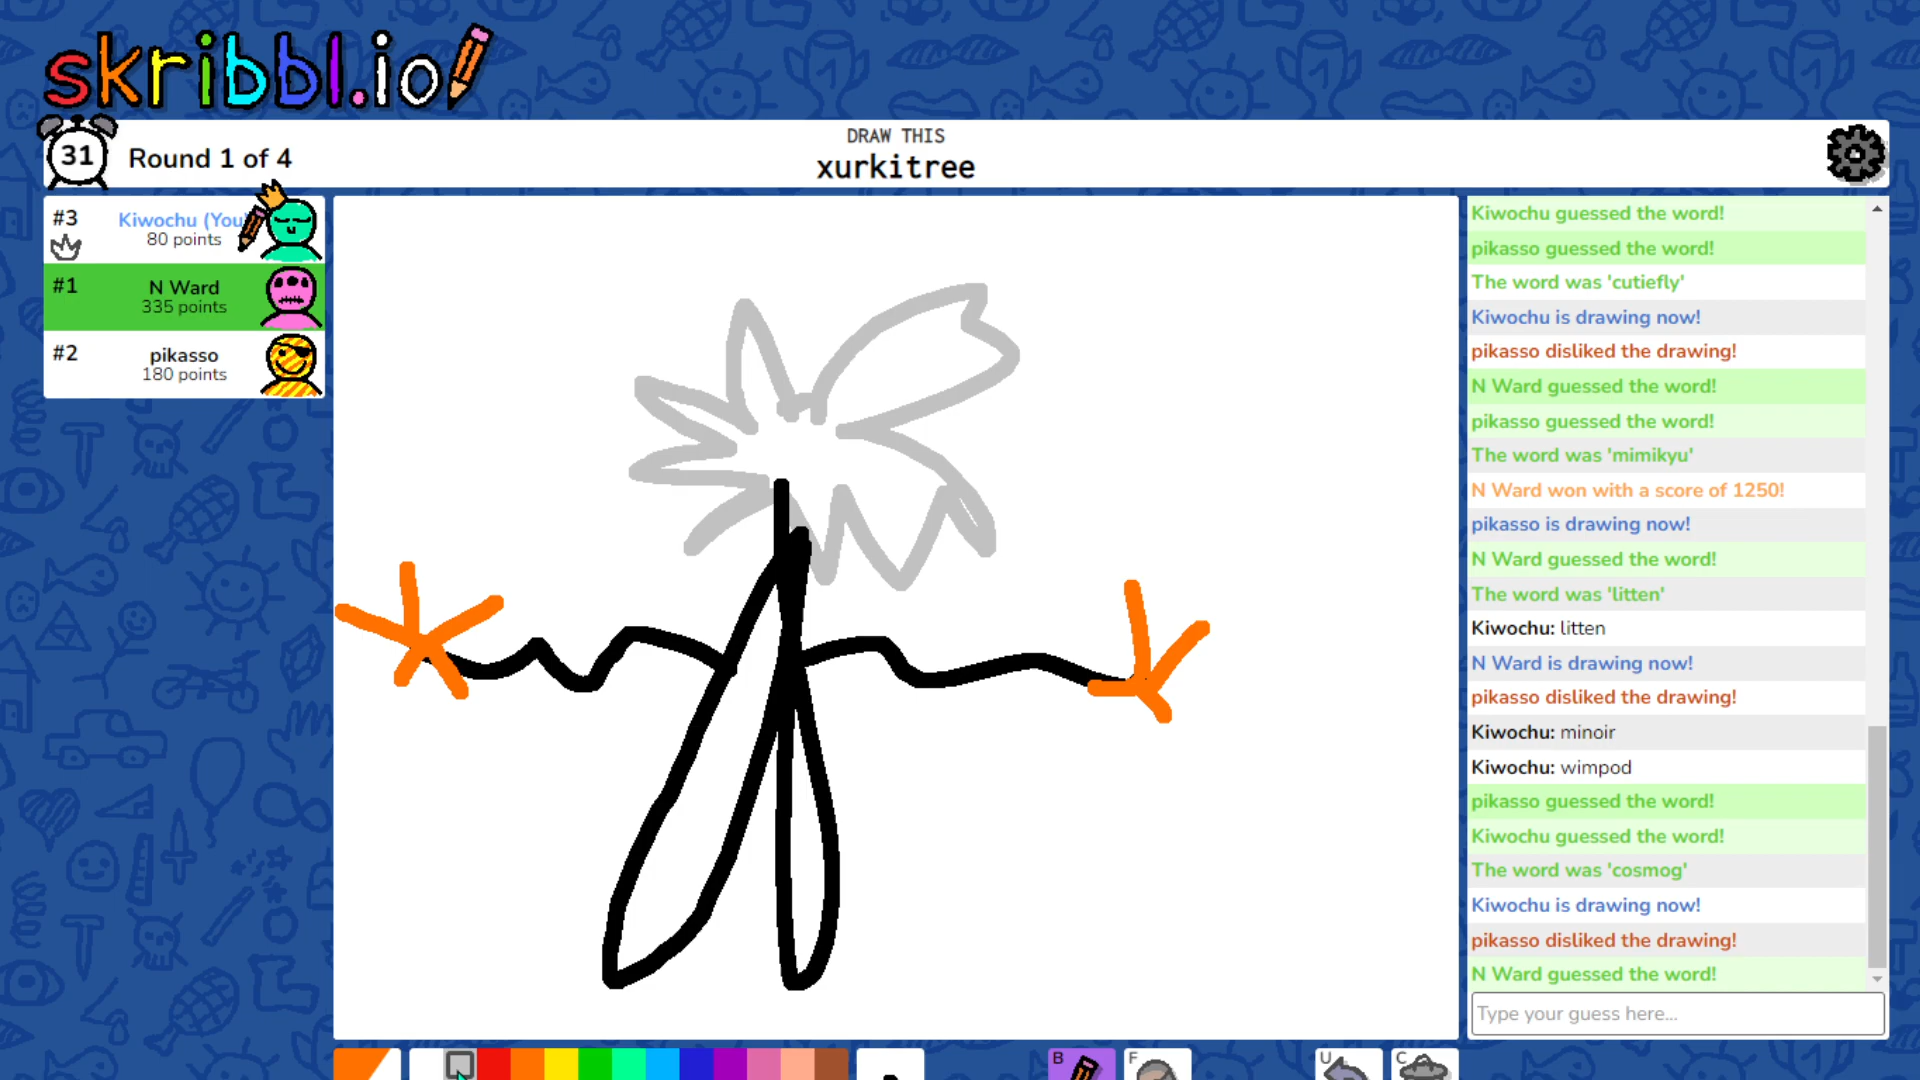 skribbl.io
31
Round 1 of 4
DRAW THIS
xurkitree
#3
Kiwochu (You
80 points
#1
N Ward
335 points
#2
pikasso
180 points
Kiwochu guessed the word!
pikasso guessed the word!
The word was 'cutiefly'
Kiwochu is drawing now!
pikasso disliked the drawing!
N Ward guessed the word!
pikasso guessed the word!
The word was 'mimikyu'
N Ward won with a score of 1250!
pikasso is drawing now!
N Ward guessed the word!
The word was 'litten'
Kiwochu: litten
N Ward is drawing now!
pikasso disliked the drawing!
Kiwochu: minoir
Kiwochu: wimpod
pikasso guessed the word!
Kiwochu guessed the word!
The word was 'cosmog'
Kiwochu is drawing now!
pikasso disliked the drawing!
N Ward guessed the word!
Type your guess here...
B
F
U
C